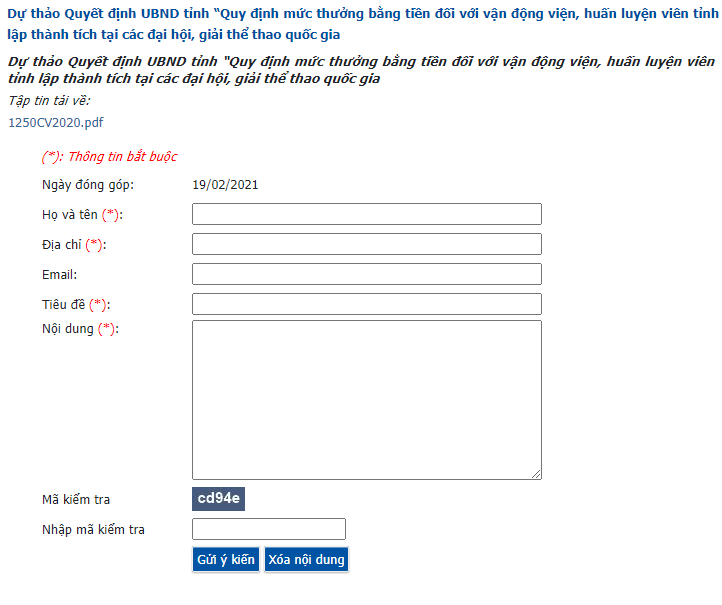 Dự thảo Quyết định UBND tỉnh “Quy định mức thưởng bằng tiền đối với vận động viên, huấn luyện viên tỉnh
lập thành tích tại các đại hội, giải thể thao quốc gia
Dự thảo Quyết định UBND tỉnh "Quy định mức thưởng bằng tiền đối với vận động viên, huấn luyện viên
tỉnh lập thành tích tại các đại hội, giải thể thao quốc gia
Tập tin tải về:
1250CV2020.pdf
(*): Thông tin bắt buộc
Ngày đóng góp: 19/02/2021
Họ và tên (*):
Địa chỉ (*):
Email:
Tiêu đề (*):
Nội dung (*):
Mã kiểm tra cd94e
Nhập mã kiểm tra
Gửi ý kiến Xóa nội dung